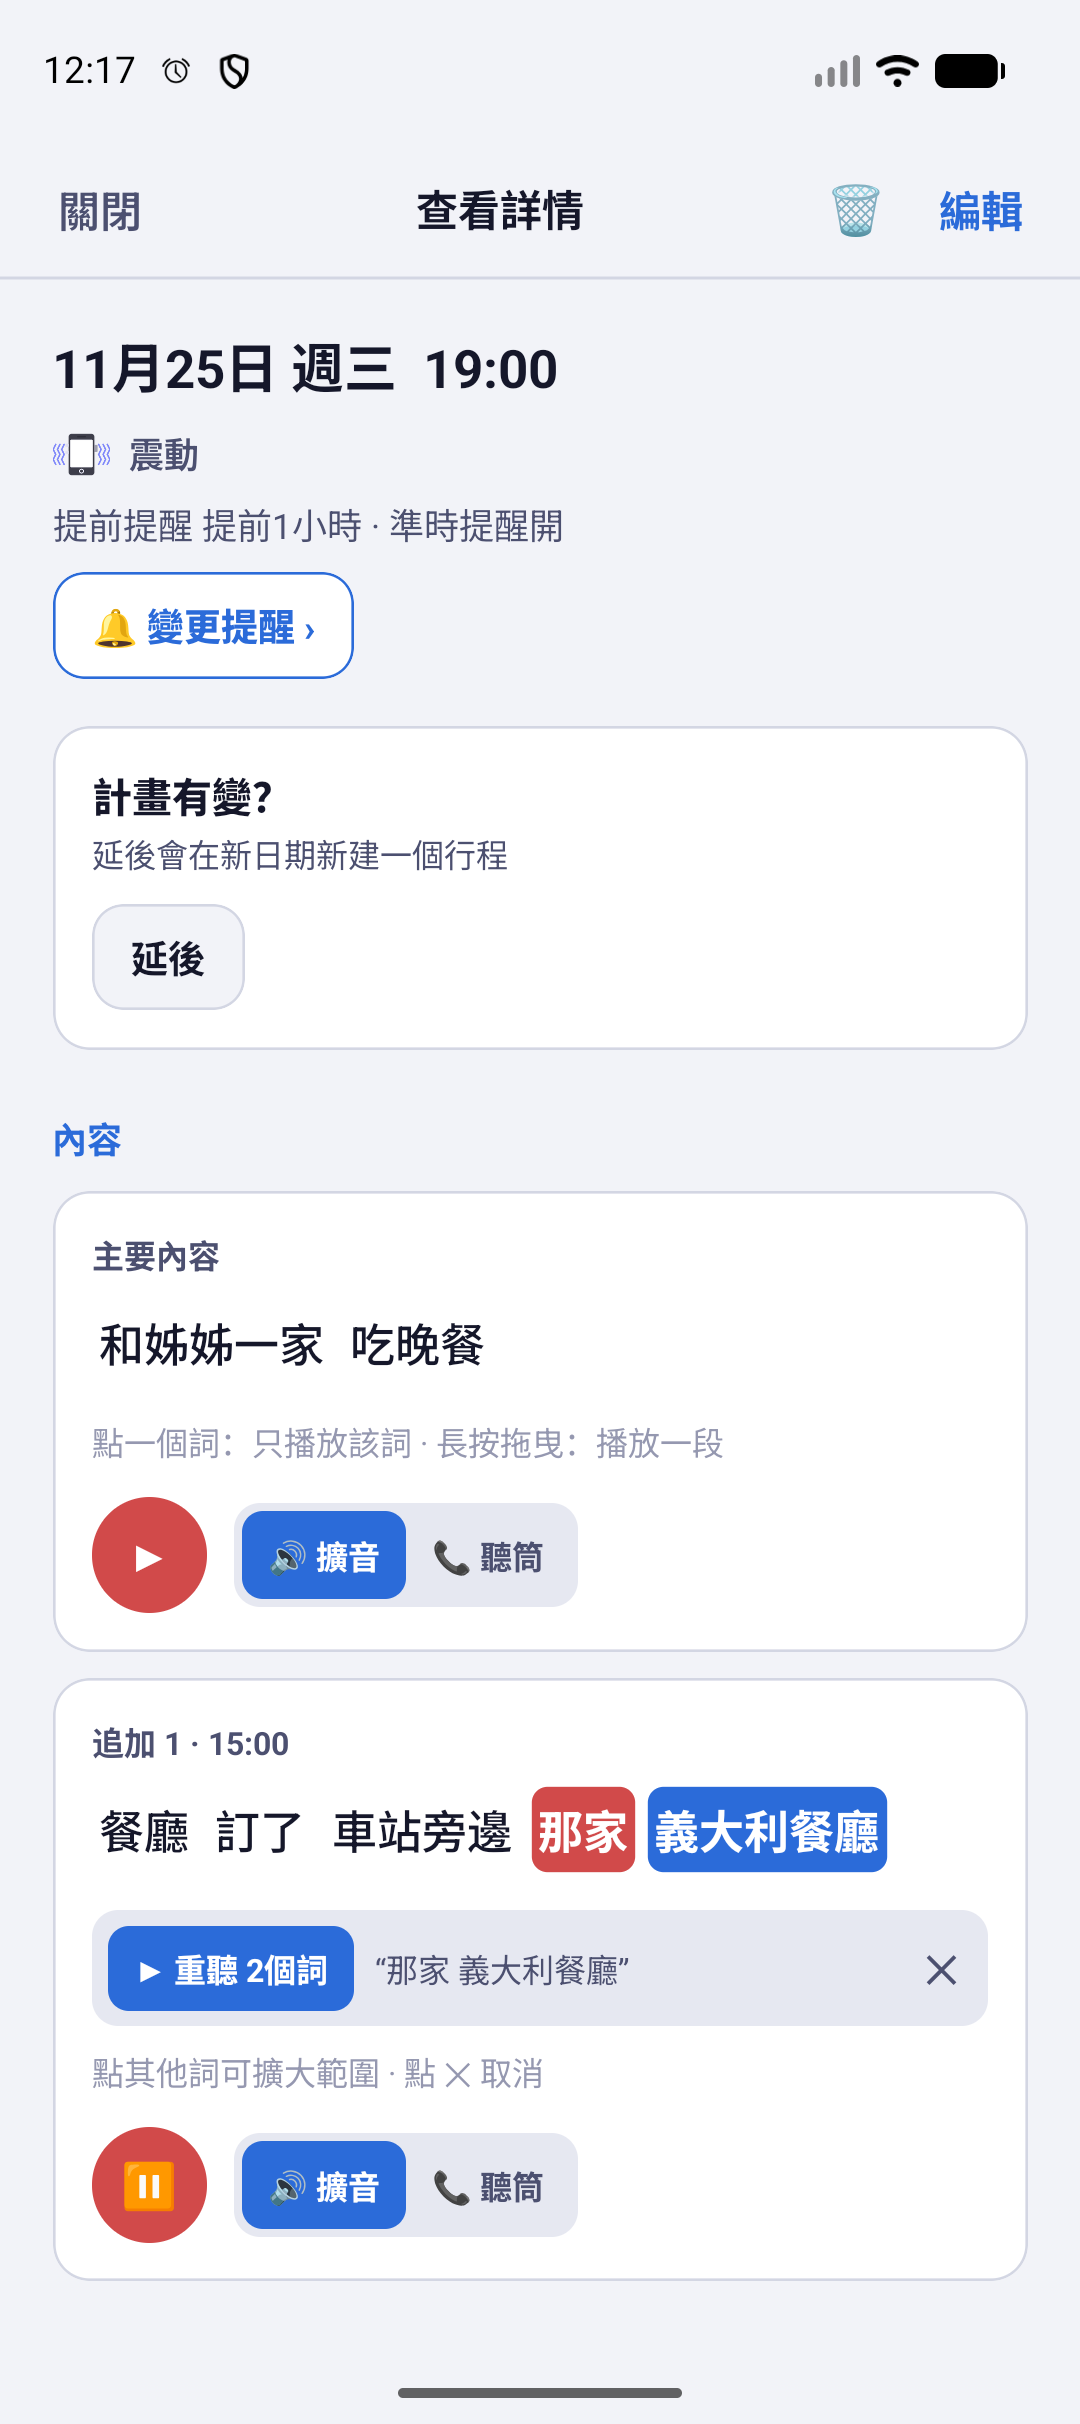 12:17
關閉 查看詳情 編輯
11月25日 週三 19:00
震動
提前提醒 提前1小時 · 準時提醒開
變更提醒 ›
計畫有變?
延後會在新日期新建一個行程
延後
內容
主要內容
和姊姊一家 吃晚餐
點一個詞：只播放該詞 · 長按拖曳：播放一段
擴音 聽筒
追加 1 · 15:00
餐廳 訂了 車站旁邊 那家 義大利餐廳
▶ 重聽 2個詞 “那家 義大利餐廳” ✕
點其他詞可擴大範圍 · 點 ✕ 取消
擴音 聽筒